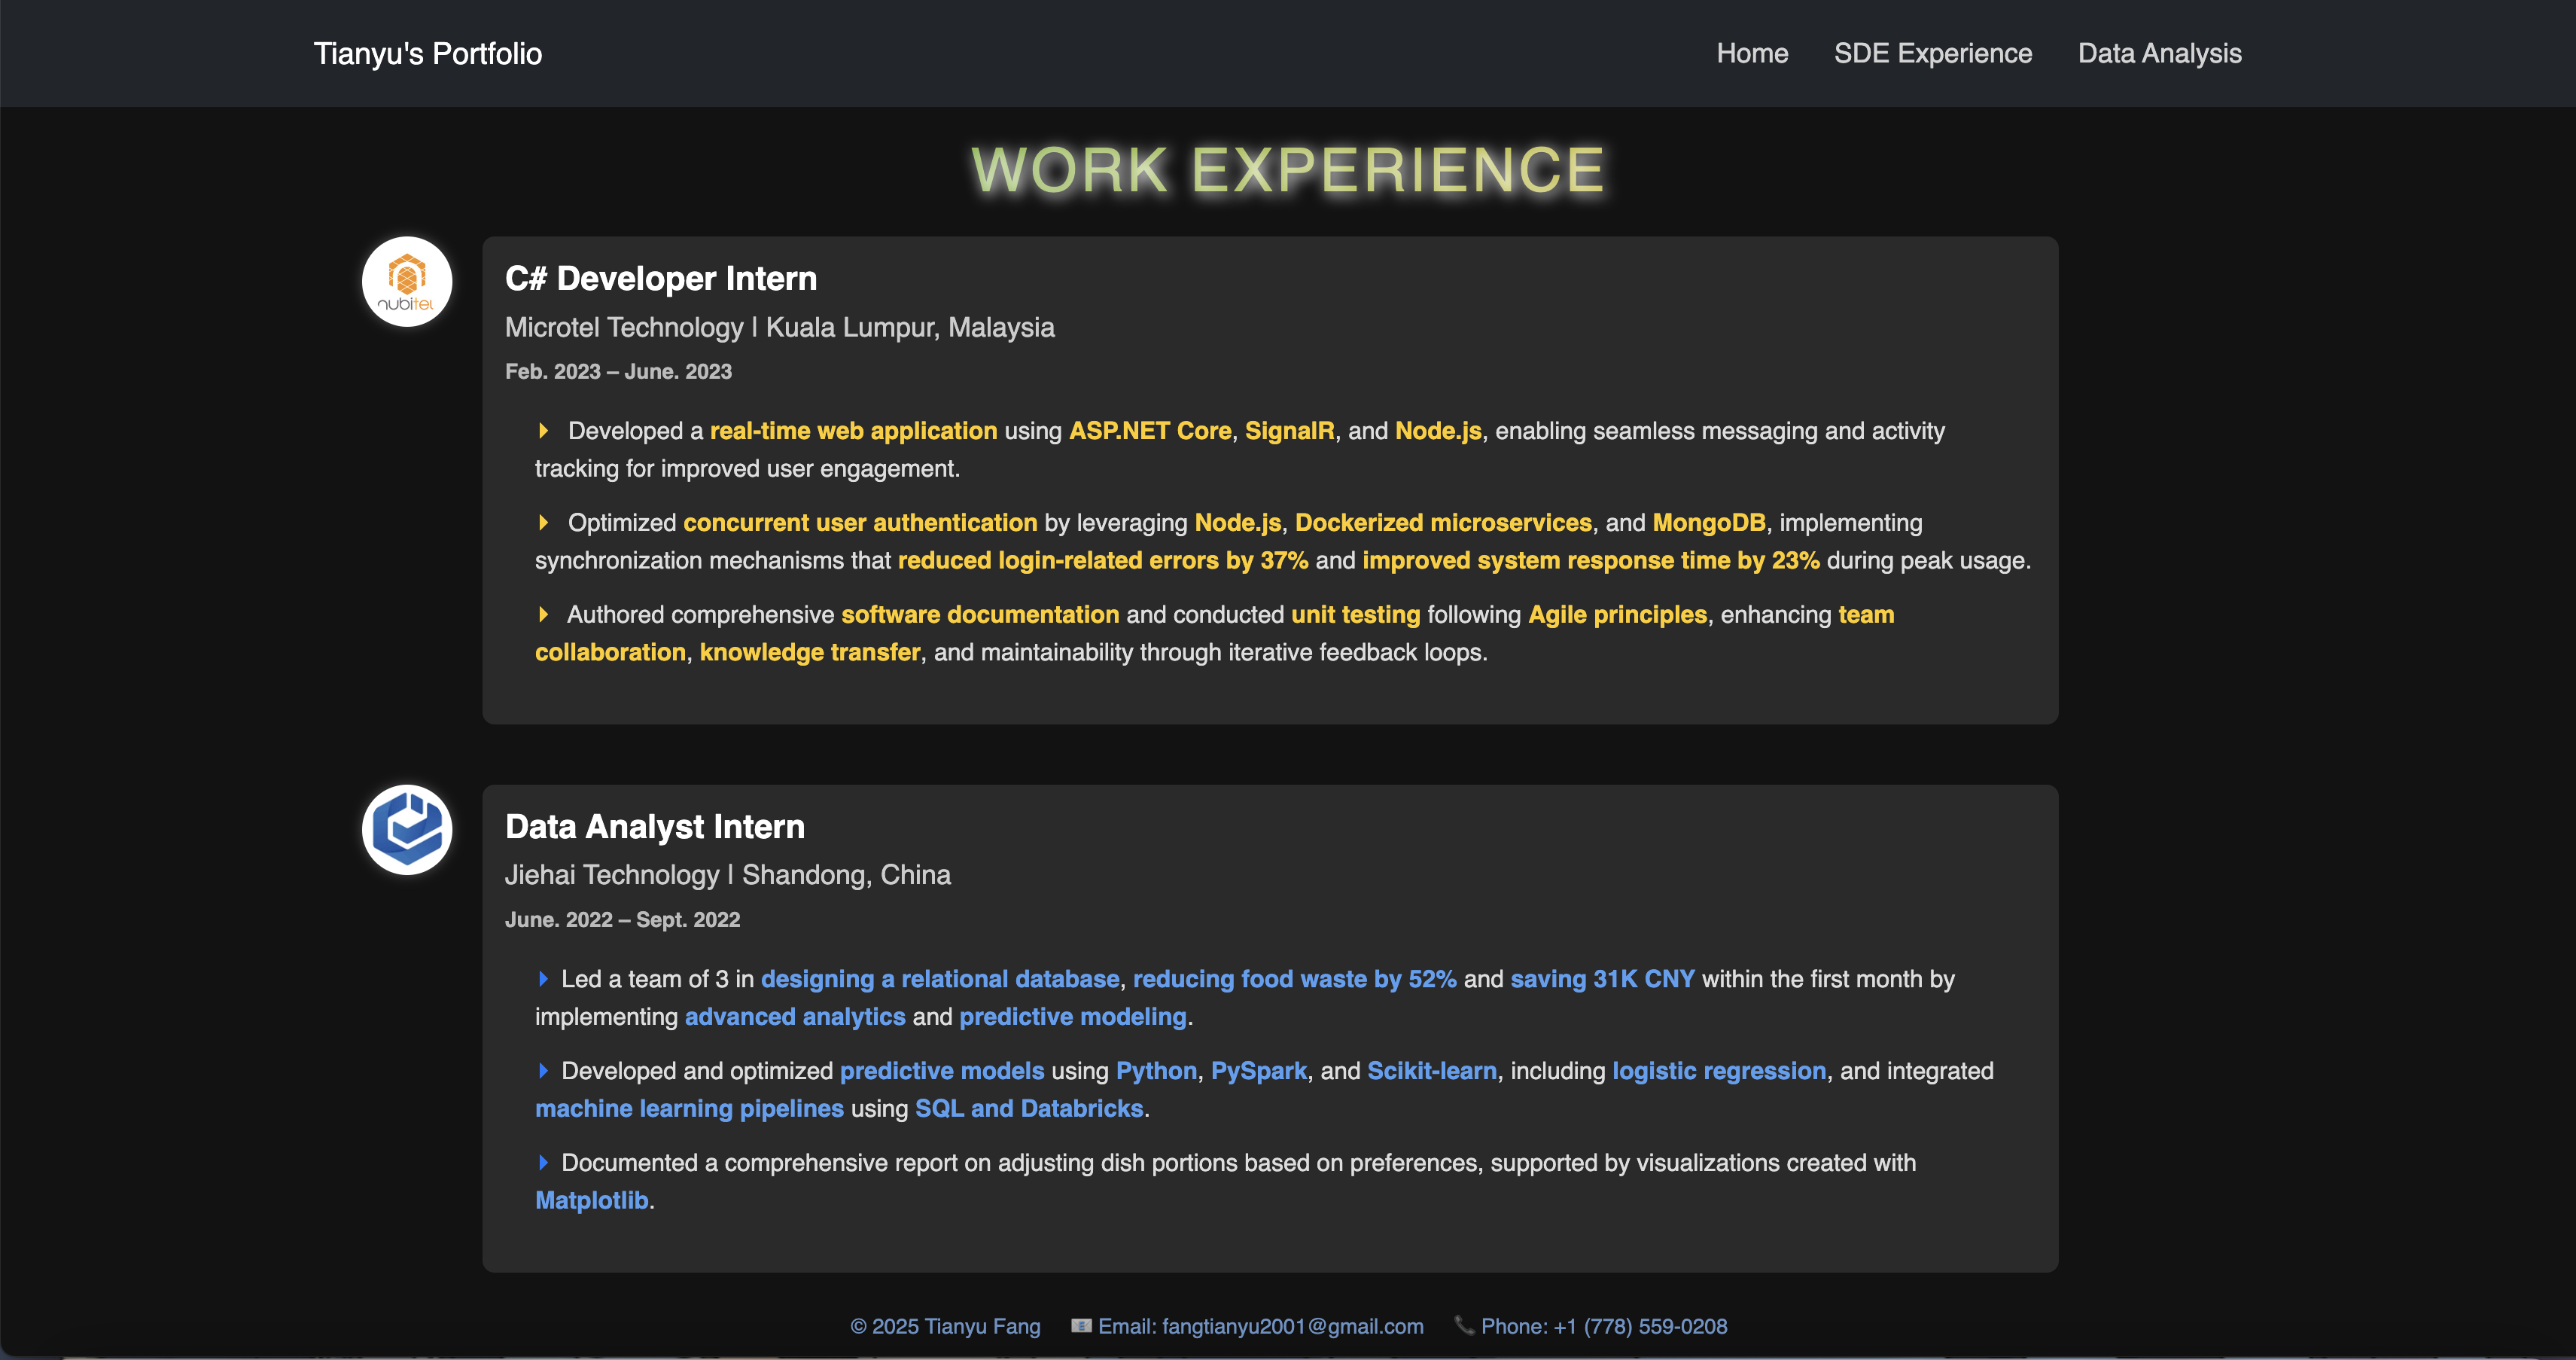 Tianyu's Portfolio
Home SDE Experience Data Analysis
WORK EXPERIENCE
nubitel
C# Developer Intern
Microtel Technology | Kuala Lumpur, Malaysia
Feb. 2023 – June. 2023
Developed a real-time web application using ASP.NET Core, SignalR, and Node.js, enabling seamless messaging and activity
tracking for improved user engagement.
Optimized concurrent user authentication by leveraging Node.js, Dockerized microservices, and MongoDB, implementing
synchronization mechanisms that reduced login-related errors by 37% and improved system response time by 23% during peak usage.
Authored comprehensive software documentation and conducted unit testing following Agile principles, enhancing team
collaboration, knowledge transfer, and maintainability through iterative feedback loops.
Data Analyst Intern
Jiehai Technology | Shandong, China
June. 2022 – Sept. 2022
Led a team of 3 in designing a relational database, reducing food waste by 52% and saving 31K CNY within the first month by
implementing advanced analytics and predictive modeling.
Developed and optimized predictive models using Python, PySpark, and Scikit-learn, including logistic regression, and integrated
machine learning pipelines using SQL and Databricks.
Documented a comprehensive report on adjusting dish portions based on preferences, supported by visualizations created with
Matplotlib.
© 2025 Tianyu Fang 📧 Email: fangtianyu2001@gmail.com 📞 Phone: +1 (778) 559-0208